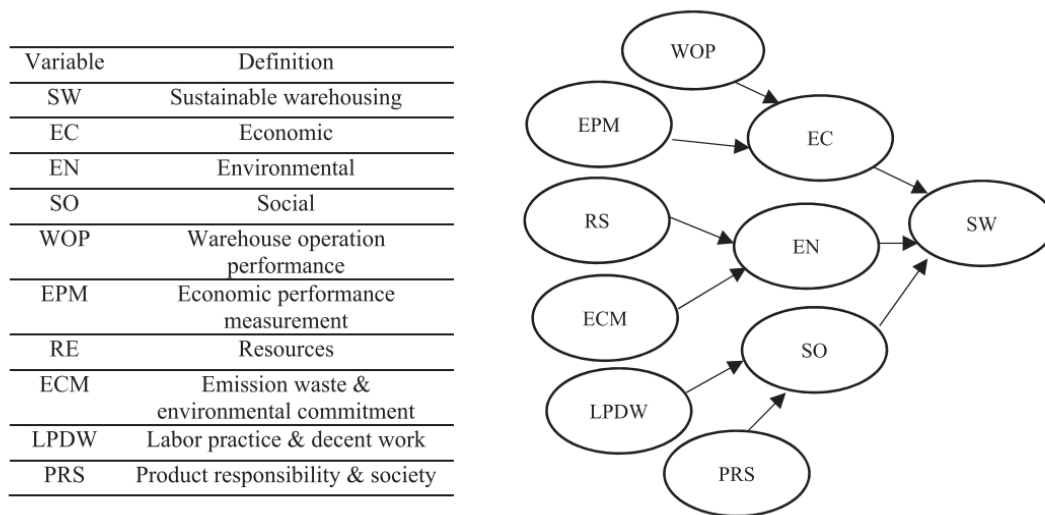 Variable Definition
SW Sustainable warehousing
EC Economic
EN Environmental
SO Social
WOP Warehouse operation
performance
EPM Economic performance
measurement
RE Resources
ECM Emission waste &
environmental commitment
LPDW Labor practice & decent work
PRS Product responsibility & society
WOP
EPM
EC
RS
SW
EN
ECM
SO
LPDW
PRS